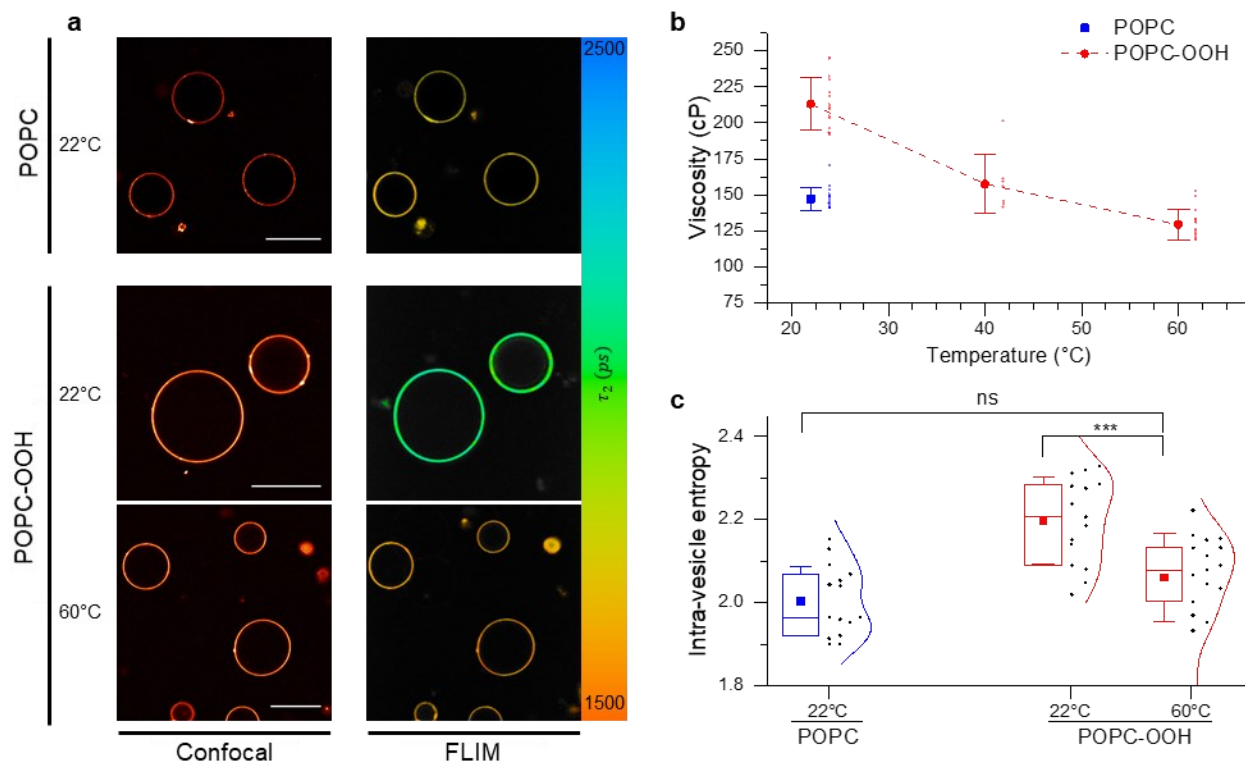 a
POPC
22°C
2500
τ₂ (ps)
1500
POPC-OOH
22°C
60°C
Confocal
FLIM
b
POPC
POPC-OOH
Viscosity (cP)
250
225
200
175
150
125
100
75
20
30
40
50
60
Temperature (°C)
c
ns
***
Intra-vesicle entropy
2.4
2.2
2.0
1.8
22°C
POPC
22°C
60°C
POPC-OOH